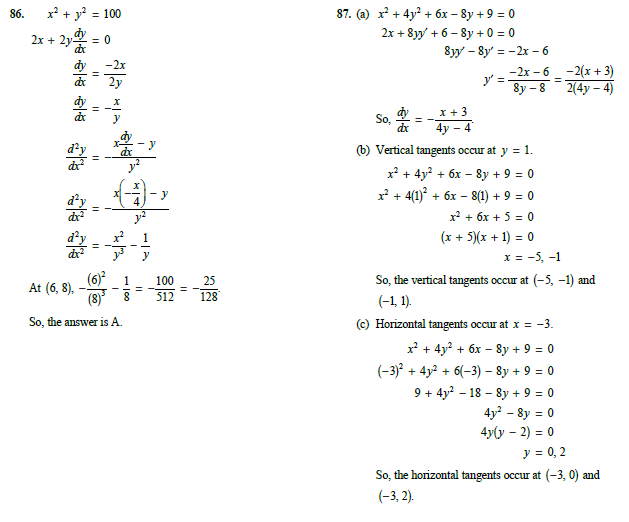 86. x² + y² = 100
2x + 2y dy/dx = 0
dy/dx = −2x/2y
dy/dx = −x/y
d²y/dx² = −(x dy/dx − y)/y²
d²y/dx² = −(x(−x/4) − y)/y²
d²y/dx² = −x²/y³ − 1/y
At (6, 8), −(6)²/(8)³ − 1/8 = −100/512 = −25/128.
So, the answer is A.
87. (a) x² + 4y² + 6x − 8y + 9 = 0
2x + 8yy′ + 6 − 8y + 0 = 0
8yy′ − 8y′ = −2x − 6
y′ = (−2x − 6)/(8y − 8) = −2(x + 3)/2(4y − 4)
So, dy/dx = −(x + 3)/(4y − 4).
(b) Vertical tangents occur at y = 1.
x² + 4y² + 6x − 8y + 9 = 0
x² + 4(1)² + 6x − 8(1) + 9 = 0
x² + 6x + 5 = 0
(x + 5)(x + 1) = 0
x = −5, −1
So, the vertical tangents occur at (−5, −1) and
(−1, 1).
(c) Horizontal tangents occur at x = −3.
x² + 4y² + 6x − 8y + 9 = 0
(−3)² + 4y² + 6(−3) − 8y + 9 = 0
9 + 4y² − 18 − 8y + 9 = 0
4y² − 8y = 0
4y(y − 2) = 0
y = 0, 2
So, the horizontal tangents occur at (−3, 0) and
(−3, 2).